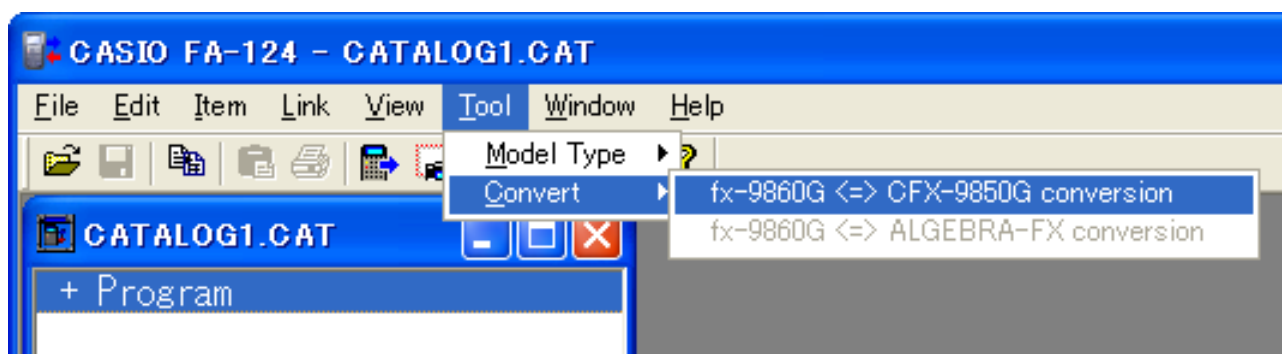 CASIO FA-124 - CATALOG1.CAT
File Edit Item Link View Tool Window Help
Model Type
Convert
fx-9860G <=> CFX-9850G conversion
fx-9860G <=> ALGEBRA-FX conversion
CATALOG1.CAT
+ Program